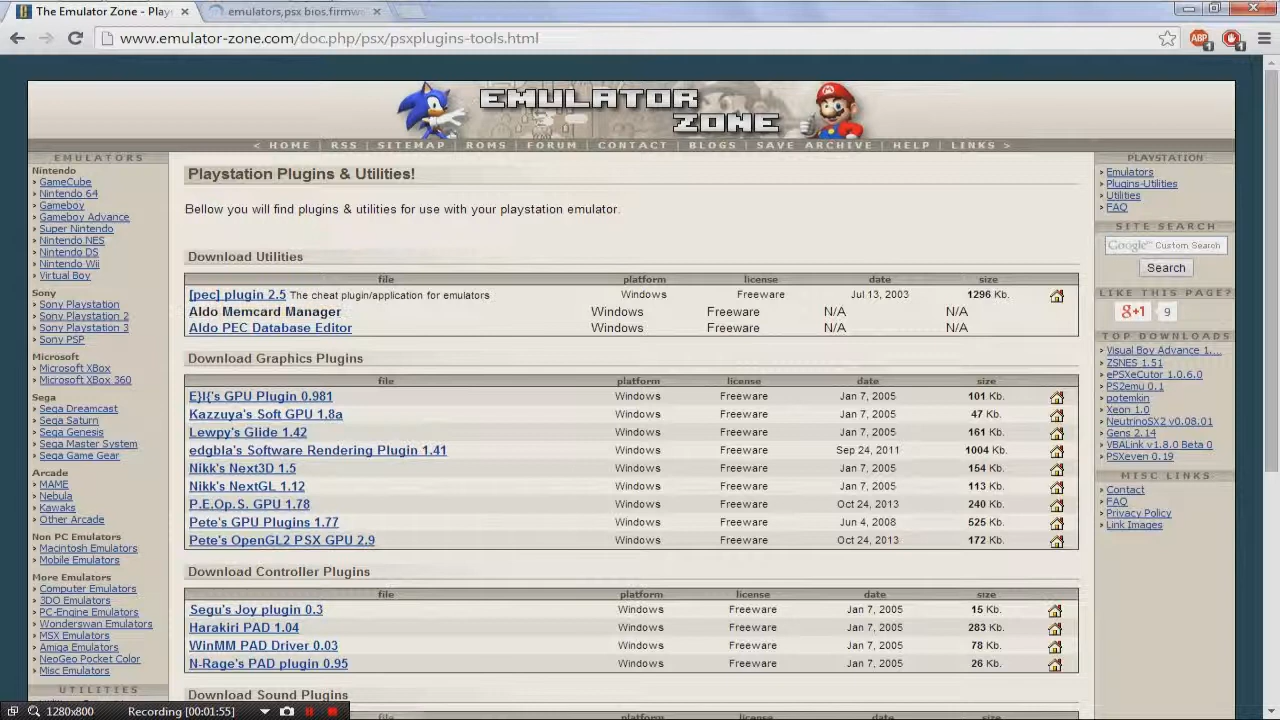 The Emulator Zone - Play
emulators,psx bios.firmw
www.emulator-zone.com/doc.php/psx/psxplugins-tools.html
ABP
1
1
EMULATOR
ZONE
< HOME | RSS | SITEMAP | ROMS | FORUM | CONTACT | BLOGS | SAVE ARCHIVE | HELP | LINKS >
EMULATORS
Nintendo
GameCube
Nintendo 64
Gameboy
Gameboy Advance
Super Nintendo
Nintendo NES
Nintendo DS
Nintendo Wii
Virtual Boy
Sony
Sony Playstation
Sony Playstation 2
Sony Playstation 3
Sony PSP
Microsoft
Microsoft XBox
Microsoft XBox 360
Sega
Sega Dreamcast
Sega Saturn
Sega Genesis
Sega Master System
Sega Game Gear
Arcade
MAME
Nebula
Kawaks
Other Arcade
Non PC Emulators
Macintosh Emulators
Mobile Emulators
More Emulators
Computer Emulators
3DO Emulators
PC-Engine Emulators
Wonderswan Emulators
MSX Emulators
Amiga Emulators
NeoGeo Pocket Color
Misc Emulators
UTILITIES
Playstation Plugins & Utilities!
Bellow you will find plugins & utilities for use with your playstation emulator.
Download Utilities
file platform license date size
[pec] plugin 2.5 The cheat plugin/application for emulators Windows Freeware Jul 13, 2003 1296 Kb.
Aldo Memcard Manager Windows Freeware N/A N/A
Aldo PEC Database Editor Windows Freeware N/A N/A
Download Graphics Plugins
file platform license date size
E}I{'s GPU Plugin 0.981 Windows Freeware Jan 7, 2005 101 Kb.
Kazzuya's Soft GPU 1,8a Windows Freeware Jan 7, 2005 47 Kb.
Lewpy's Glide 1.42 Windows Freeware Jan 7, 2005 161 Kb.
edgbla's Software Rendering Plugin 1.41 Windows Freeware Sep 24, 2011 1004 Kb.
Nikk's Next3D 1.5 Windows Freeware Jan 7, 2005 154 Kb.
Nikk's NextGL 1.12 Windows Freeware Jan 7, 2005 113 Kb.
P.E.Op.S. GPU 1.78 Windows Freeware Oct 24, 2013 240 Kb.
Pete's GPU Plugins 1.77 Windows Freeware Jun 4, 2008 525 Kb.
Pete's OpenGL2 PSX GPU 2.9 Windows Freeware Oct 24, 2013 172 Kb.
Download Controller Plugins
file platform license date size
Segu's Joy plugin 0.3 Windows Freeware Jan 7, 2005 15 Kb.
Harakiri PAD 1.04 Windows Freeware Jan 7, 2005 283 Kb.
WinMM PAD Driver 0.03 Windows Freeware Jan 7, 2005 78 Kb.
N-Rage's PAD plugin 0.95 Windows Freeware Jan 7, 2005 26 Kb.
Download Sound Plugins
file platform license date size
PLAYSTATION
Emulators
Plugins-Utilities
Utilities
FAQ
SITE SEARCH
Google™ Custom Search
Search
LIKE THIS PAGE?
g+1 9
TOP DOWNLOADS
Visual Boy Advance 1....
ZSNES 1.51
ePSXeCutor 1.0.6.0
PS2emu 0.1
potemkin
Xeon 1.0
NeutrinoSX2 v0.08.01
Gens 2.14
VBALink v1.8.0 Beta 0
PSXeven 0.19
MISC LINKS
Contact
FAQ
Privacy Policy
Link Images
1280x800 Recording [00:01:55]